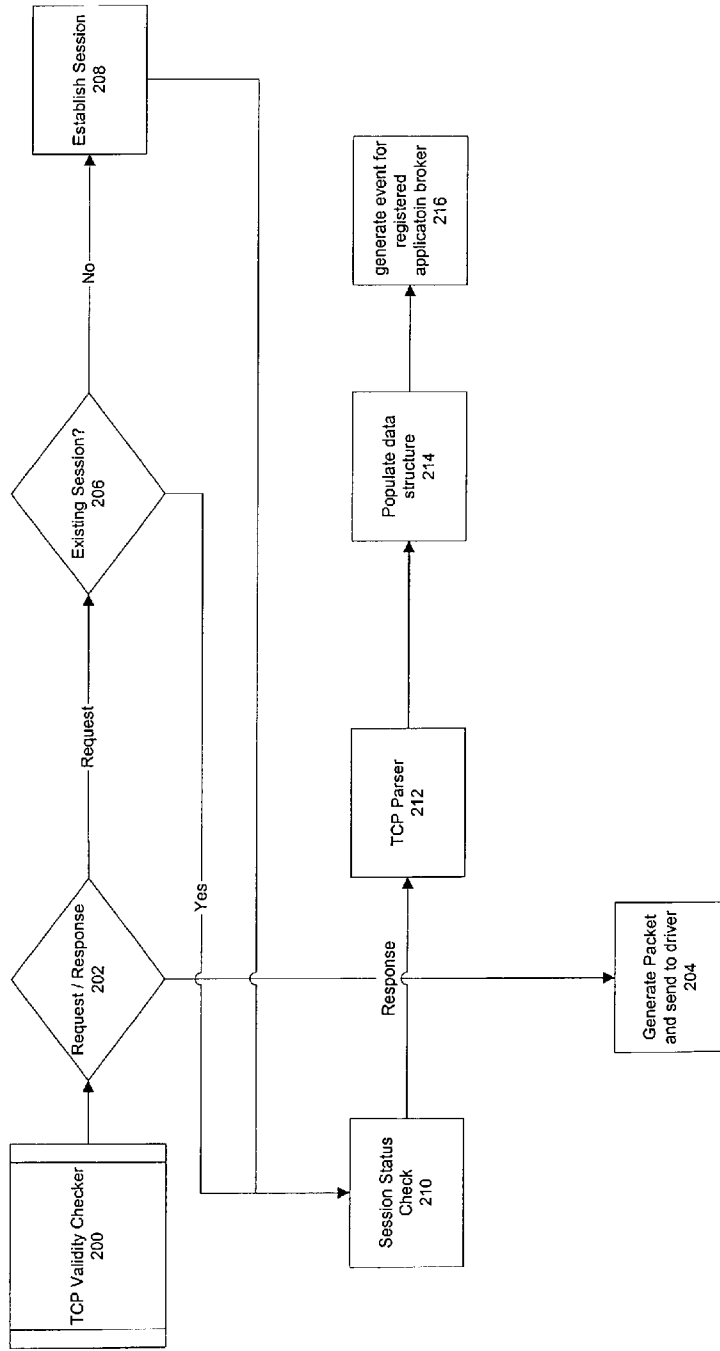 TCP Validity Checker
200
Request / Response
202
Request
Existing Session?
206
No
Establish Session
208
Yes
Session Status
Check
210
Response
TCP Parser
212
Populate data
structure
214
generate event for
registered
applicatoin broker
216
Generate Packet
and send to driver
204